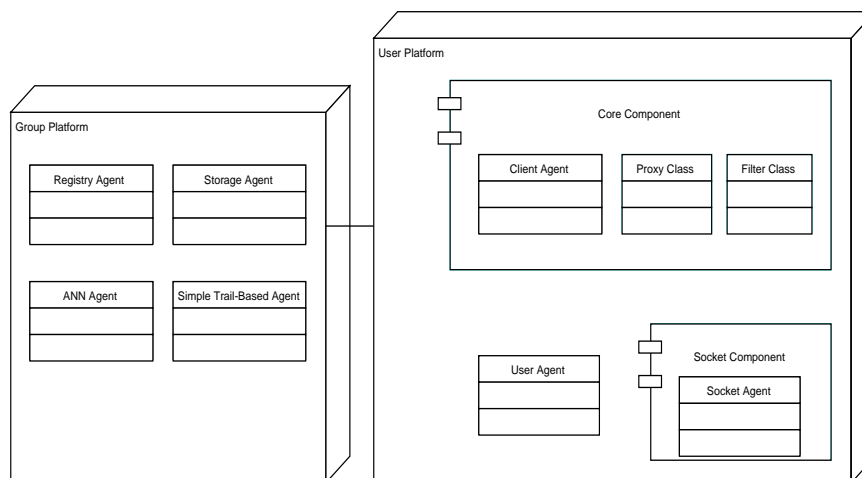 User Platform
Core Component
Client Agent
Proxy Class
Filter Class
Group Platform
Registry Agent
Storage Agent
ANN Agent
Simple Trail-Based Agent
User Agent
Socket Component
Socket Agent